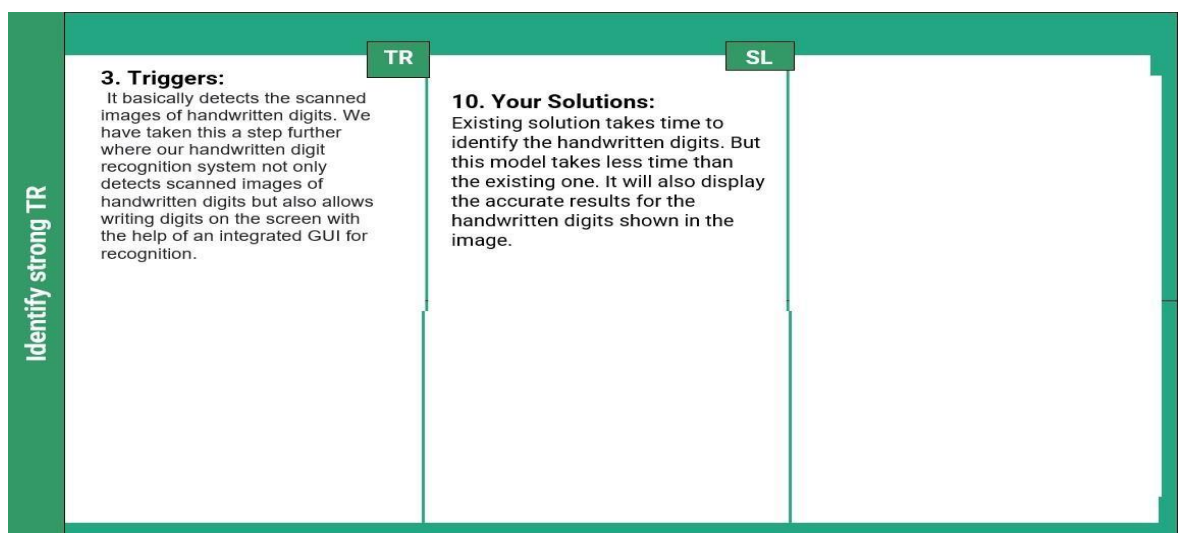 Identify strong TR
TR
3. Triggers:
It basically detects the scanned
images of handwritten digits. We
have taken this a step further
where our handwritten digit
recognition system not only
detects scanned images of
handwritten digits but also allows
writing digits on the screen with
the help of an integrated GUI for
recognition.
SL
10. Your Solutions:
Existing solution takes time to
identify the handwritten digits. But
this model takes less time than
the existing one. It will also display
the accurate results for the
handwritten digits shown in the
image.